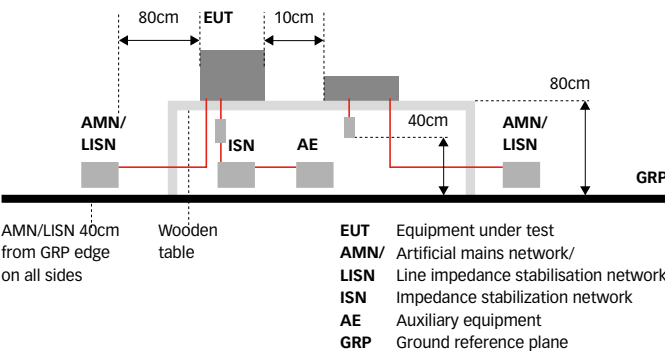 80cm EUT 10cm
80cm
AMN/
LISN
ISN
AE
40cm
AMN/
LISN
GRP
AMN/LISN 40cm
from GRP edge
on all sides
Wooden
table
EUT Equipment under test
AMN/ Artificial mains network/
LISN Line impedance stabilisation network
ISN Impedance stabilization network
AE Auxiliary equipment
GRP Ground reference plane